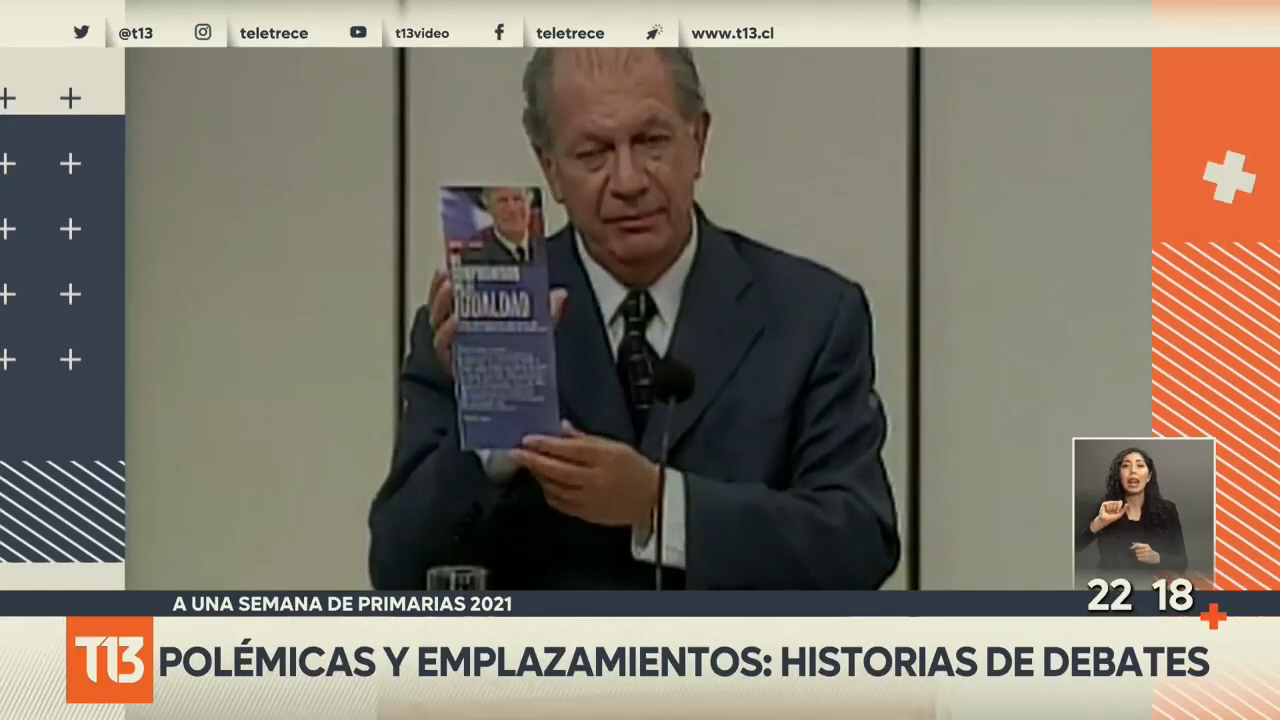 @t13
teletrece
t13video
teletrece
www.t13.cl
IGUALDAD
A UNA SEMANA DE PRIMARIAS 2021
22 18
T13
POLÉMICAS Y EMPLAZAMIENTOS: HISTORIAS DE DEBATES